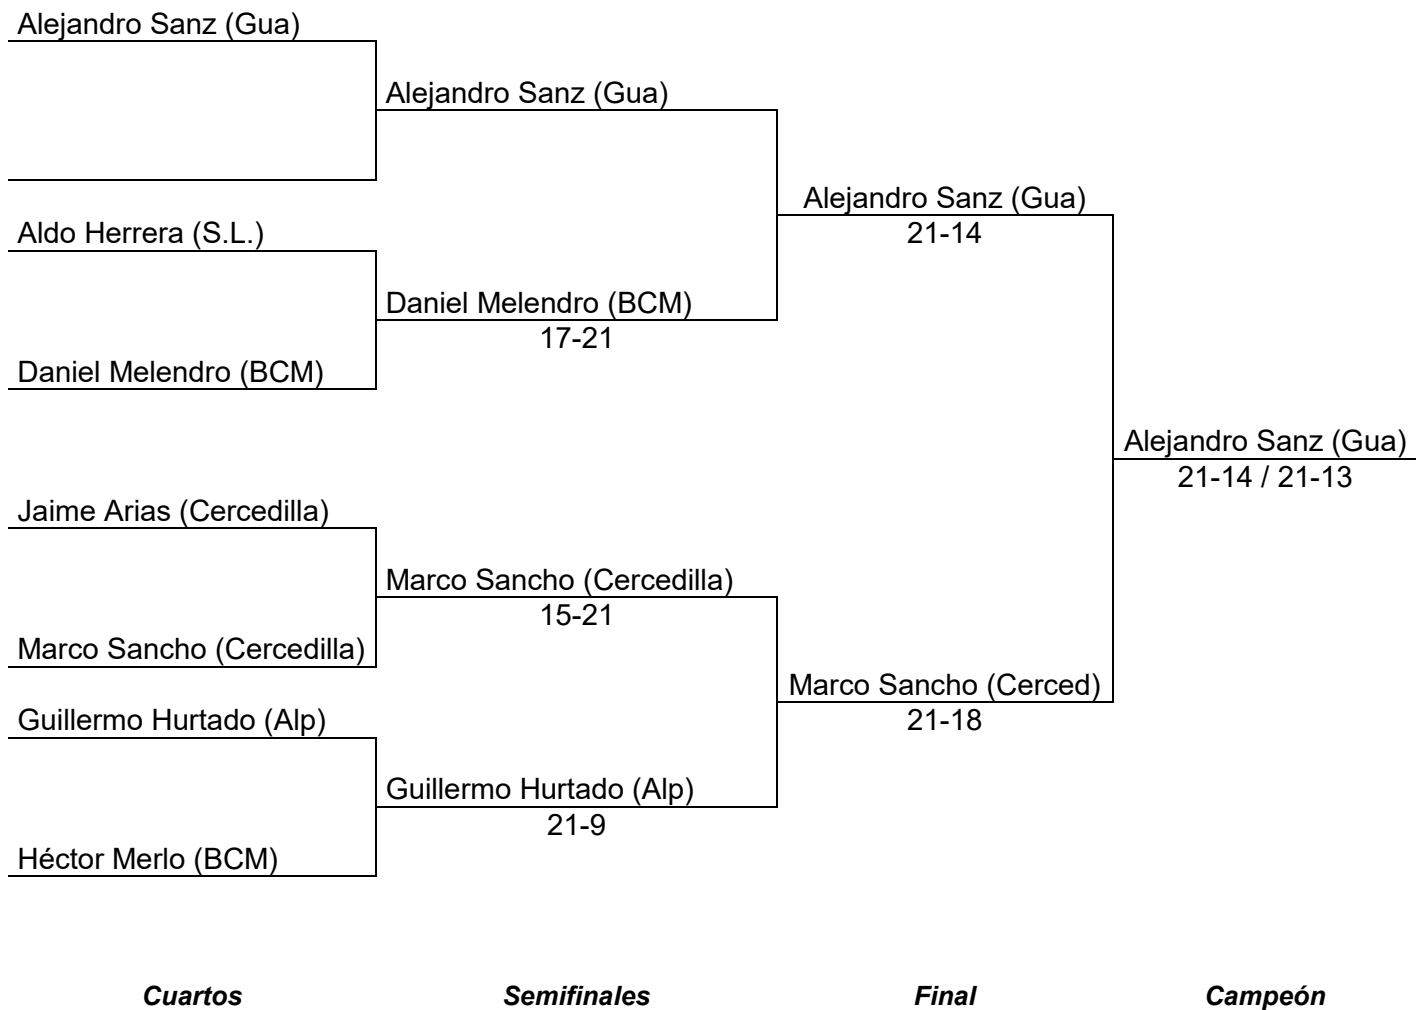 Alejandro Sanz (Gua)
Alejandro Sanz (Gua)
Alejandro Sanz (Gua)
21-14
Aldo Herrera (S.L.)
Daniel Melendro (BCM)
17-21
Daniel Melendro (BCM)
Alejandro Sanz (Gua)
21-14 / 21-13
Jaime Arias (Cercedilla)
Marco Sancho (Cercedilla)
15-21
Marco Sancho (Cercedilla)
Marco Sancho (Cerced)
21-18
Guillermo Hurtado (Alp)
Guillermo Hurtado (Alp)
21-9
Héctor Merlo (BCM)
Cuartos
Semifinales
Final
Campeón